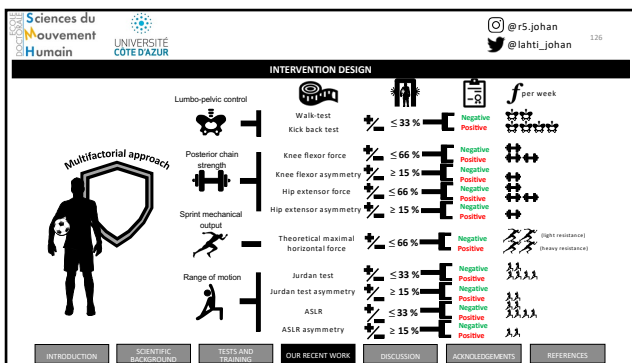 ECOLE DOCTORALE
Sciences du
Mouvement
Humain
UNIVERSITÉ
CÔTE D'AZUR
@r5.johan
@lahti_johan
126
INTERVENTION DESIGN
f per week
Multifactorial approach
Lumbo-pelvic control
Walk-test
Kick back test
+/- ≤ 33 %
Negative
Positive
Posterior chain
strength
Knee flexor force
+/- ≤ 66 %
Negative
Positive
Knee flexor asymmetry
+/- ≥ 15 %
Negative
Positive
Hip extensor force
+/- ≤ 66 %
Negative
Positive
Hip extensor asymmetry
+/- ≥ 15 %
Negative
Positive
Sprint mechanical
output
Theoretical maximal
horizontal force
+/- ≤ 66 %
Negative
Positive
(light resistance)
(heavy resistance)
Range of motion
Jurdan test
+/- ≤ 33 %
Negative
Positive
Jurdan test asymmetry
+/- ≥ 15 %
Negative
Positive
ASLR
+/- ≤ 33 %
Negative
Positive
ASLR asymmetry
+/- ≥ 15 %
Negative
Positive
INTRODUCTION
SCIENTIFIC
BACKGROUND
TESTS AND
TRAINING
OUR RECENT WORK
DISCUSSION
ACKNOLEDGEMENTS
REFERENCES